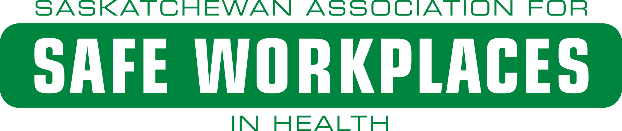 SASKATCHEWAN ASSOCIATION FOR
SAFE WORKPLACES
IN HEALTH